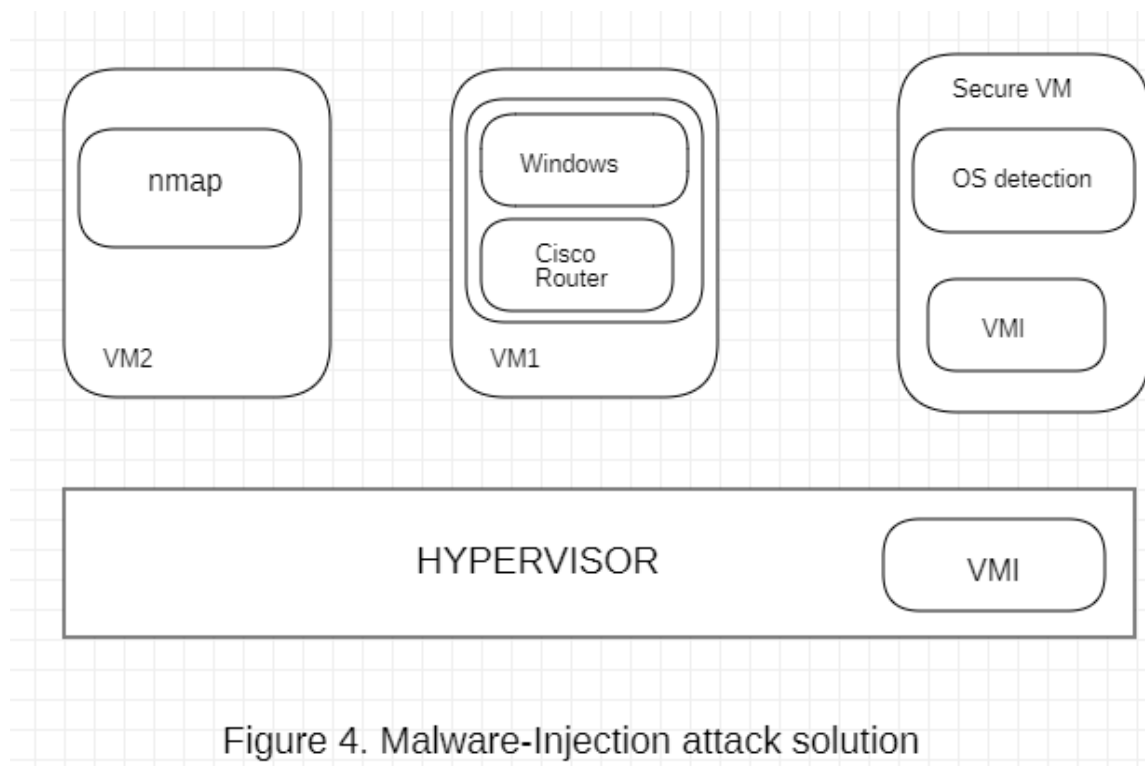 nmap
VM2
Windows
Cisco
Router
VM1
Secure VM
OS detection
VMI
HYPERVISOR
VMI
Figure 4. Malware-Injection attack solution